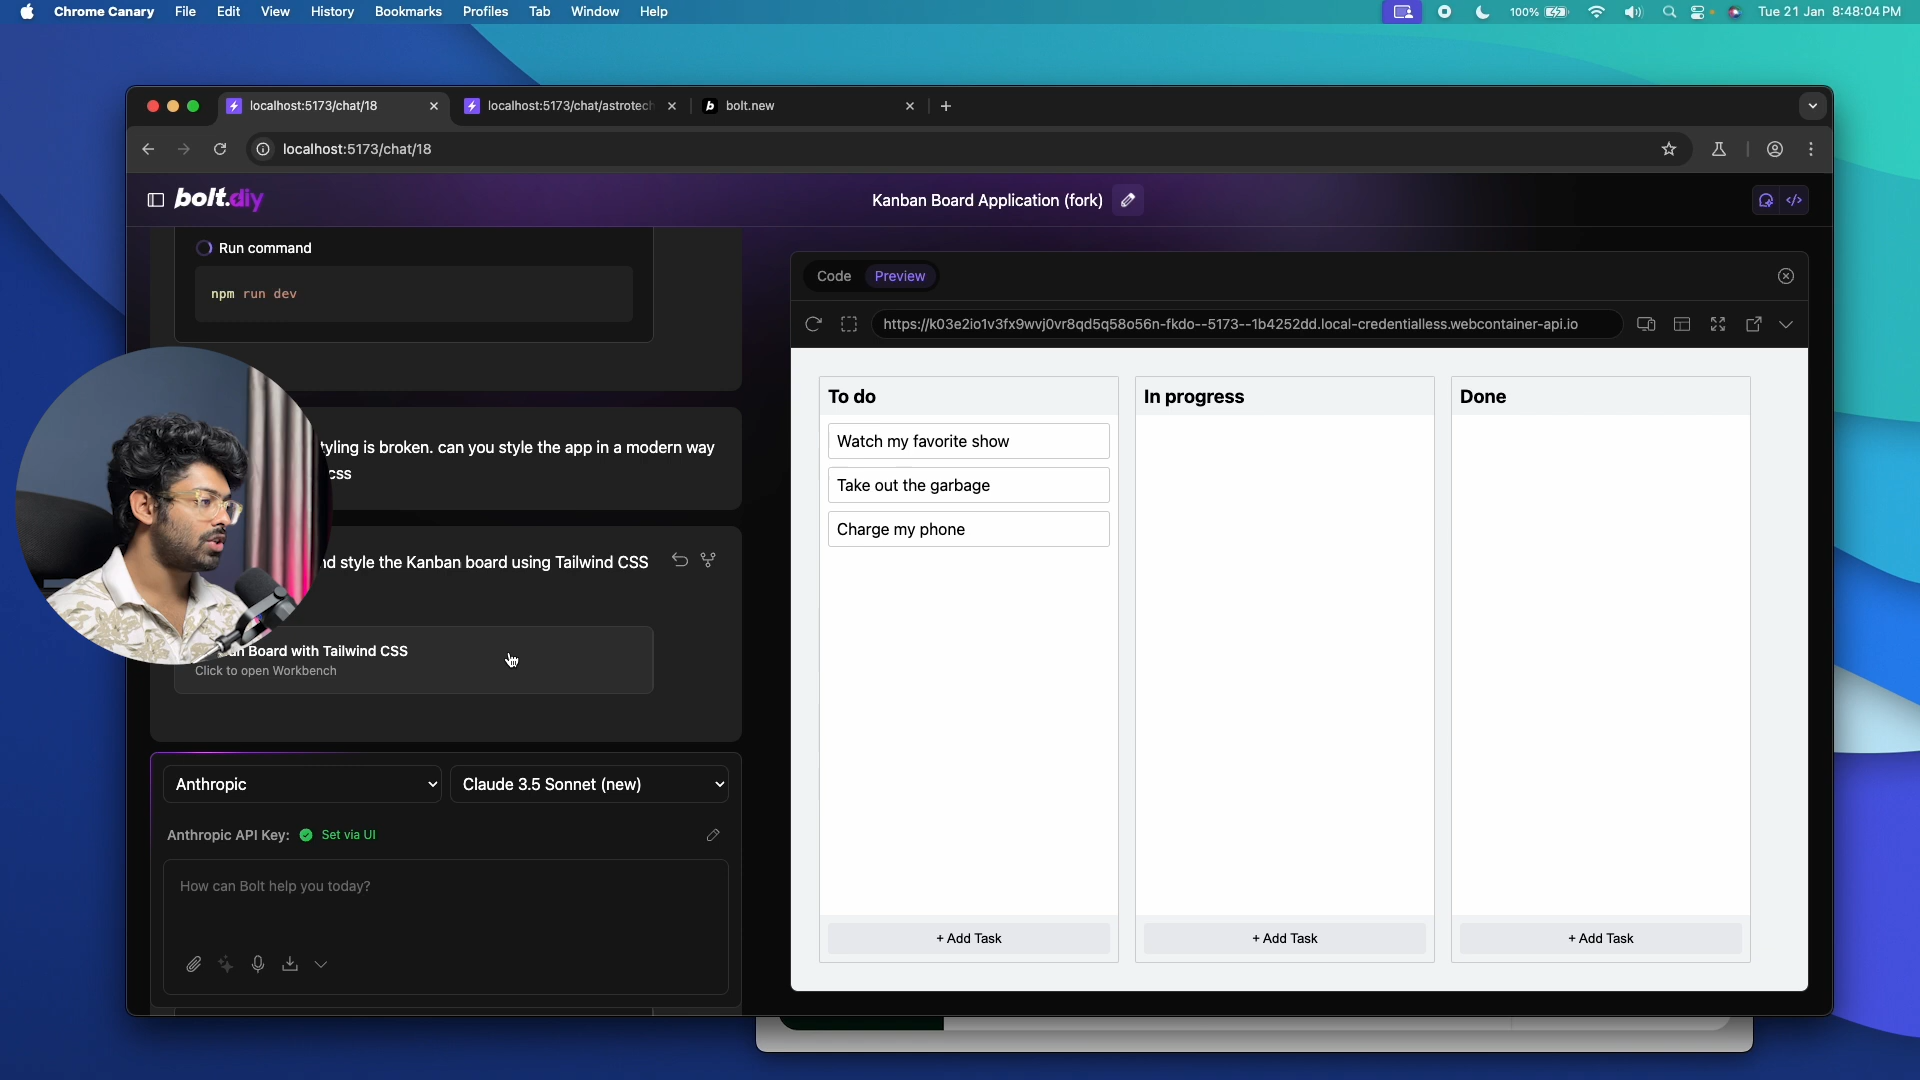 Chrome Canary File Edit View History Bookmarks Profiles Tab Window Help 100% Tue 21 Jan 8:48:04 PM
localhost:5173/chat/18 localhost:5173/chat/astrotech bolt.new
localhost:5173/chat/18
bolt.diy Kanban Board Application (fork)
Run command
npm run dev
tyling is broken. can you style the app in a modern way
css
nd style the Kanban board using Tailwind CSS
Board with Tailwind CSS
Click to open Workbench
Anthropic Claude 3.5 Sonnet (new)
Anthropic API Key: Set via UI
How can Bolt help you today?
Code Preview
https://k03e2io1v3fx9wvj0vr8qd5q58o56n-fkdo--5173--1b4252dd.local-credentialless.webcontainer-api.io
To do In progress Done
Watch my favorite show
Take out the garbage
Charge my phone
+ Add Task + Add Task + Add Task